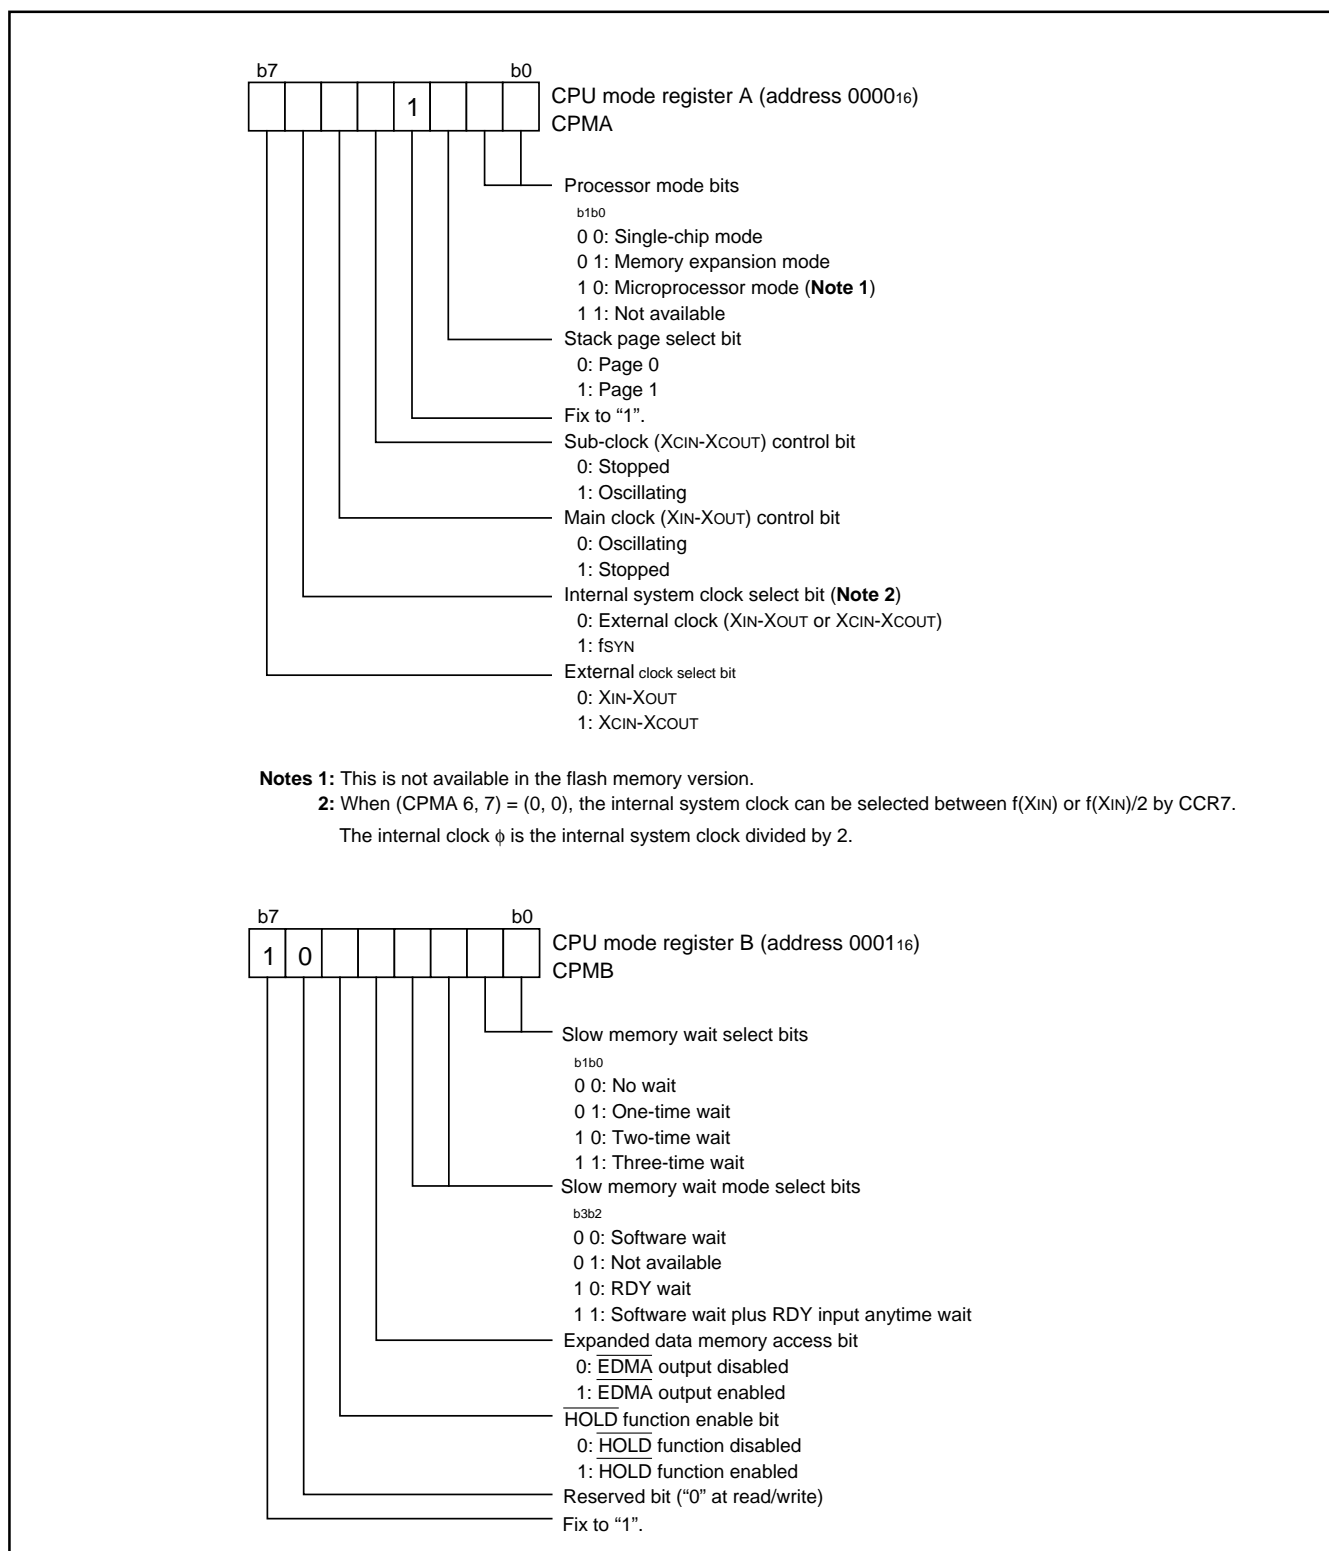 b7 b0
1
CPU mode register A (address 0000₁₆)
CPMA
Processor mode bits
b1b0
0 0: Single-chip mode
0 1: Memory expansion mode
1 0: Microprocessor mode (Note 1)
1 1: Not available
Stack page select bit
0: Page 0
1: Page 1
Fix to “1”.
Sub-clock (XCIN-XCOUT) control bit
0: Stopped
1: Oscillating
Main clock (XIN-XOUT) control bit
0: Oscillating
1: Stopped
Internal system clock select bit (Note 2)
0: External clock (XIN-XOUT or XCIN-XCOUT)
1: fSYN
External clock select bit
0: XIN-XOUT
1: XCIN-XCOUT
Notes 1: This is not available in the flash memory version.
2: When (CPMA 6, 7) = (0, 0), the internal system clock can be selected between f(XIN) or f(XIN)/2 by CCR7.
The internal clock ϕ is the internal system clock divided by 2.
b7 b0
1 0
CPU mode register B (address 0001₁₆)
CPMB
Slow memory wait select bits
b1b0
0 0: No wait
0 1: One-time wait
1 0: Two-time wait
1 1: Three-time wait
Slow memory wait mode select bits
b3b2
0 0: Software wait
0 1: Not available
1 0: RDY wait
1 1: Software wait plus RDY input anytime wait
Expanded data memory access bit
0: E̅D̅M̅A̅ output disabled
1: E̅D̅M̅A̅ output enabled
H̅O̅L̅D̅ function enable bit
0: H̅O̅L̅D̅ function disabled
1: H̅O̅L̅D̅ function enabled
Reserved bit (“0” at read/write)
Fix to “1”.